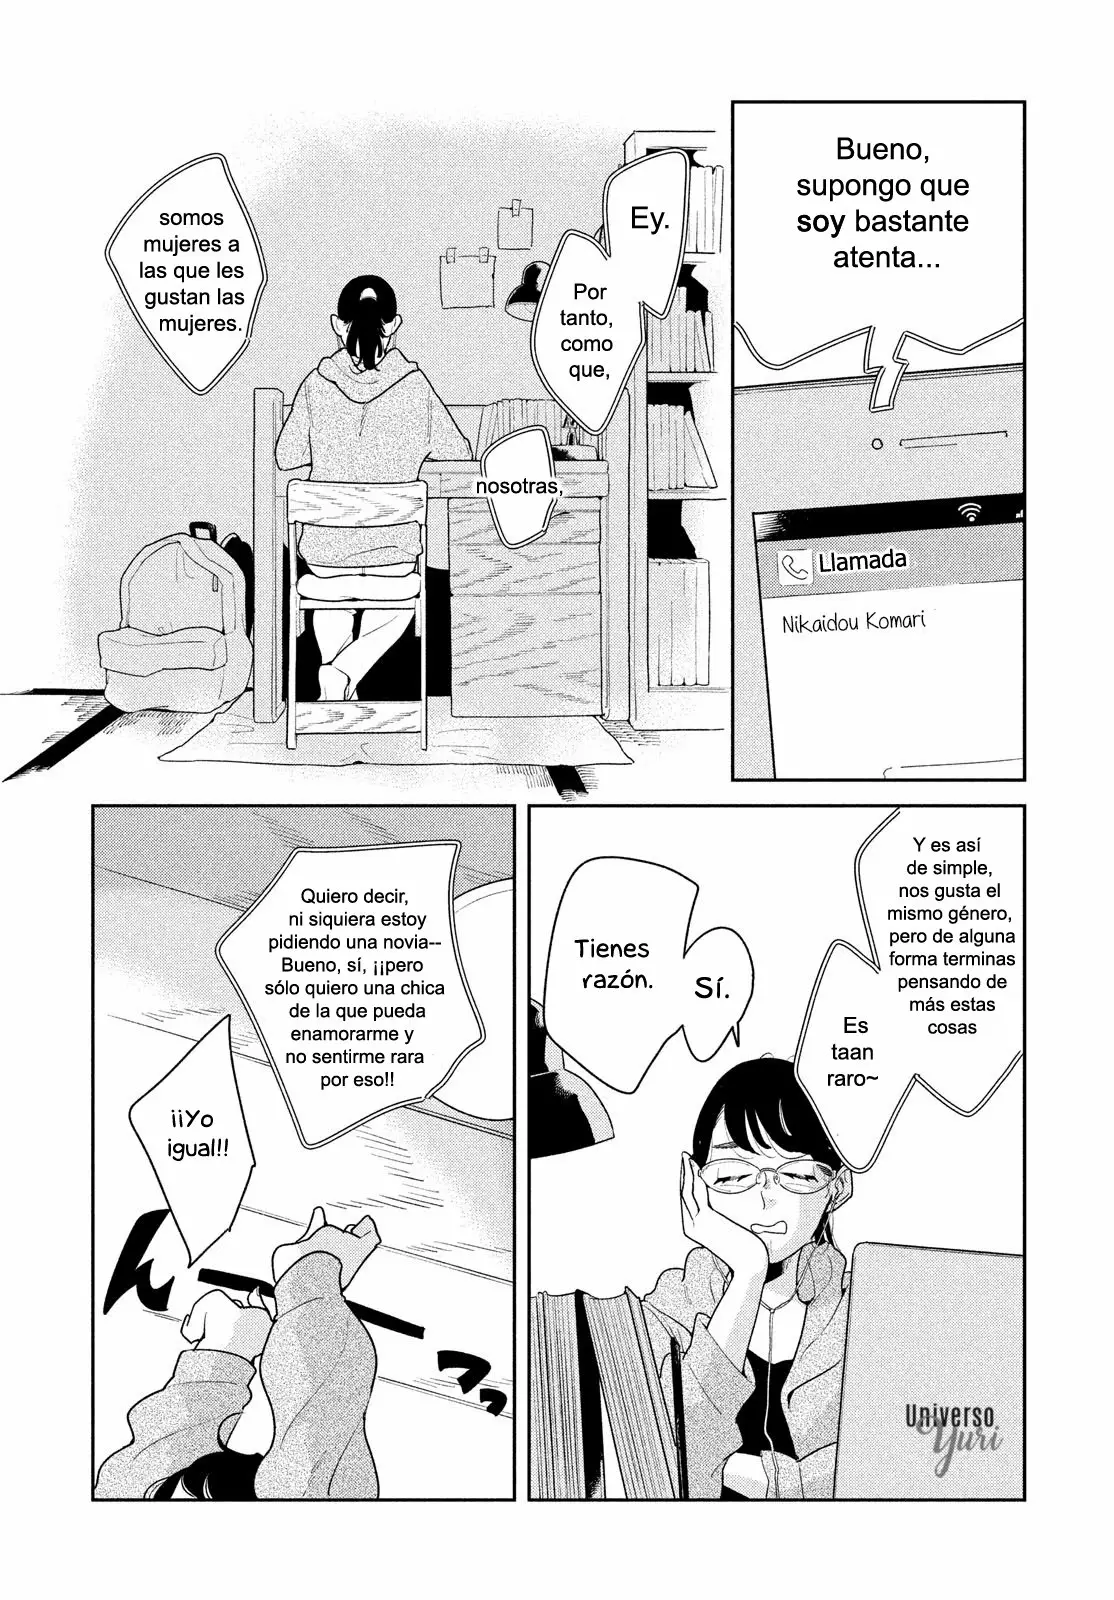 Bueno,
supongo que
soy bastante
atenta...
Llamada
Nikaidou Komari
Ey.
Por
tanto,
como
que,
nosotras,
somos
mujeres a
las que les
gustan las
mujeres.
Y es así
de simple,
nos gusta el
mismo género,
pero de alguna
forma terminas
pensando de
más estas
cosas
Es
taan
raro~
Sí.
Tienes
razón.
Universo
Yuri
Quiero decir,
ni siquiera estoy
pidiendo una novia--
Bueno, sí, ¡¡pero
sólo quiero una chica
de la que pueda
enamorarme y
no sentirme rara
por eso!!
¡¡Yo
igual!!